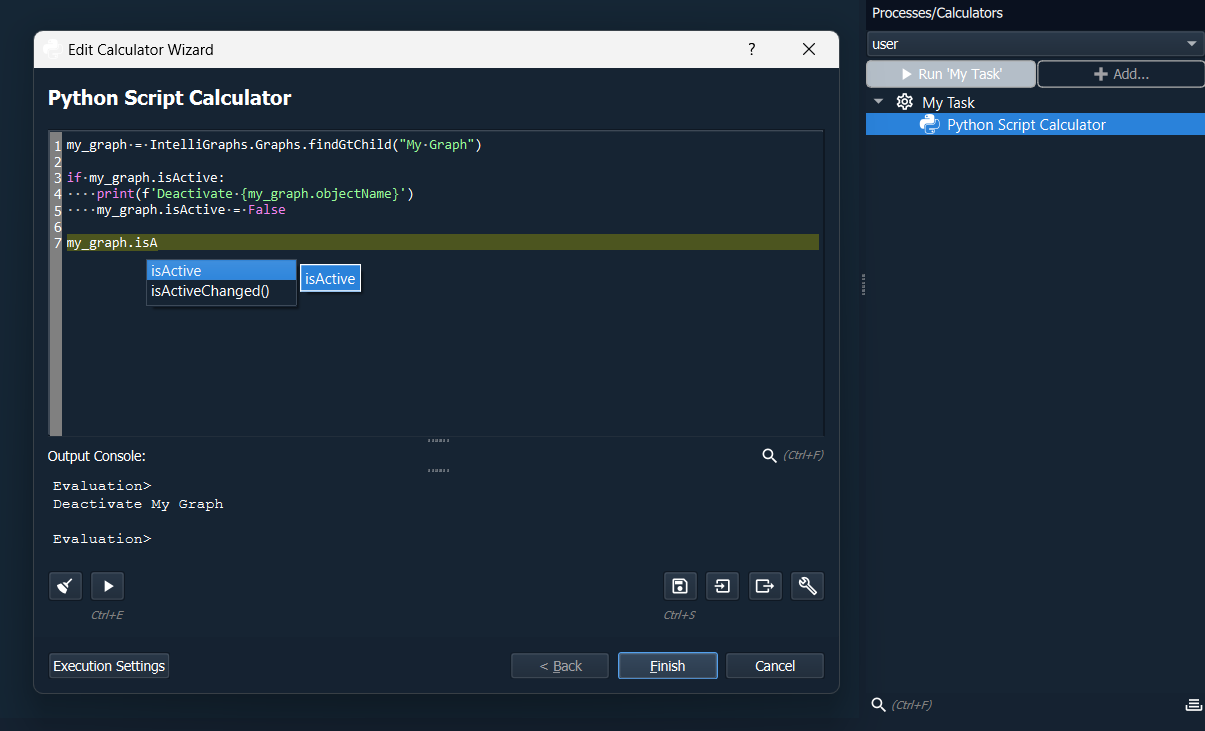 Edit Calculator Wizard
?
Python Script Calculator
1 my_graph·=·IntelliGraphs.Graphs.findGtChild("My·Graph")
2
3 if·my_graph.isActive:
4 ····print(f'Deactivate·{my_graph.objectName}')
5 ····my_graph.isActive·=·False
6
7 my_graph.isA
isActive
isActive
isActiveChanged()
Output Console:
(Ctrl+F)
Evaluation>
Deactivate My Graph
Evaluation>
Ctrl+E
Ctrl+S
Execution Settings
< Back
Finish
Cancel
Processes/Calculators
user
Run 'My Task'
Add...
My Task
Python Script Calculator
(Ctrl+F)